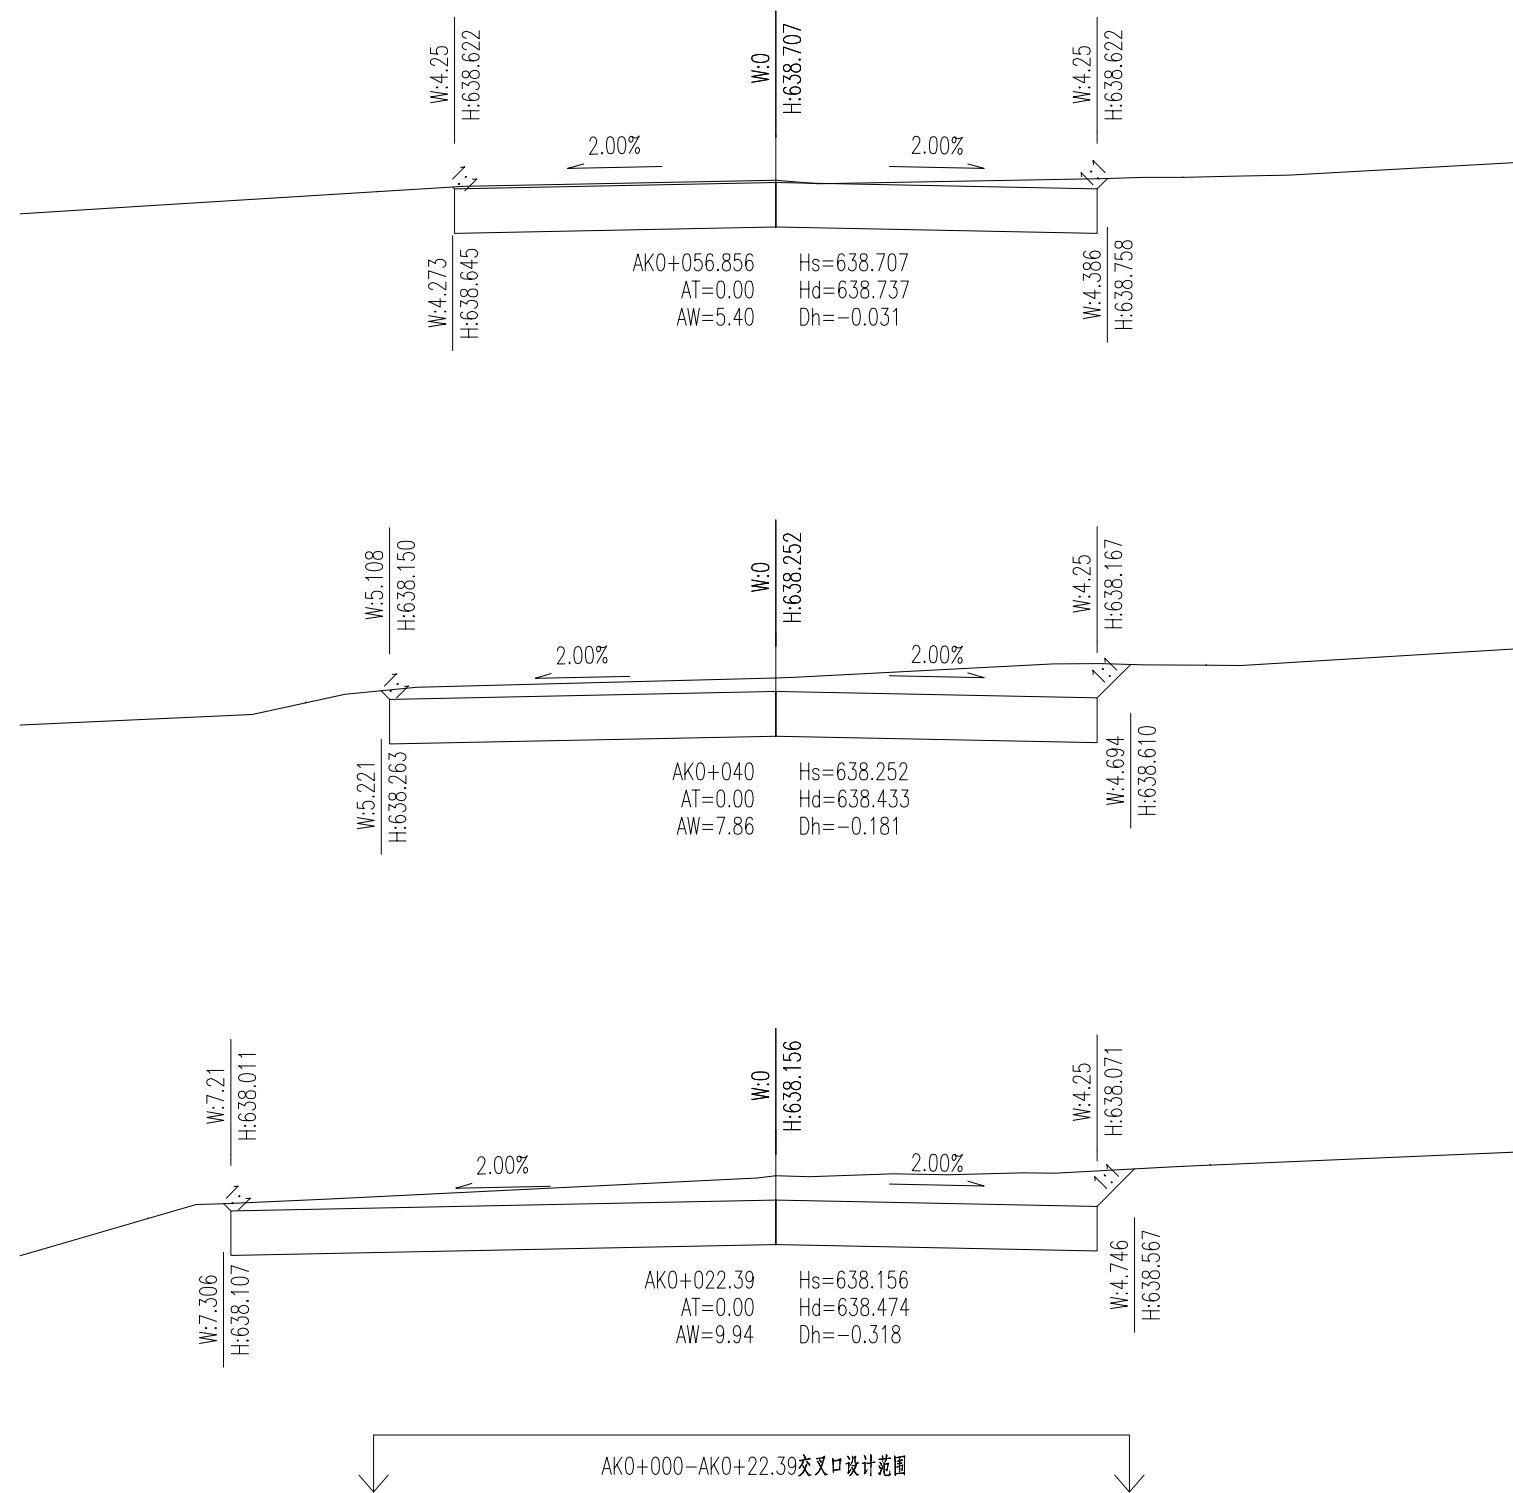 W:4.25
H:638.622
W:0
H:638.707
W:4.25
H:638.622
2.00%
2.00%
1:1
1:1
W:4.273
H:638.645
AK0+056.856
Hs=638.707
AT=0.00
Hd=638.737
AW=5.40
Dh=-0.031
W:4.386
H:638.758
W:5.108
H:638.150
W:0
H:638.252
W:4.25
H:638.167
2.00%
2.00%
1:1
1:1
W:5.221
H:638.263
AK0+040
Hs=638.252
AT=0.00
Hd=638.433
AW=7.86
Dh=-0.181
W:4.694
H:638.610
W:7.21
H:638.011
W:0
H:638.156
W:4.25
H:638.071
2.00%
2.00%
1:1
1:1
W:7.306
H:638.107
AK0+022.39
Hs=638.156
AT=0.00
Hd=638.474
AW=9.94
Dh=-0.318
W:4.746
H:638.567
AK0+000-AK0+22.39交叉口设计范围